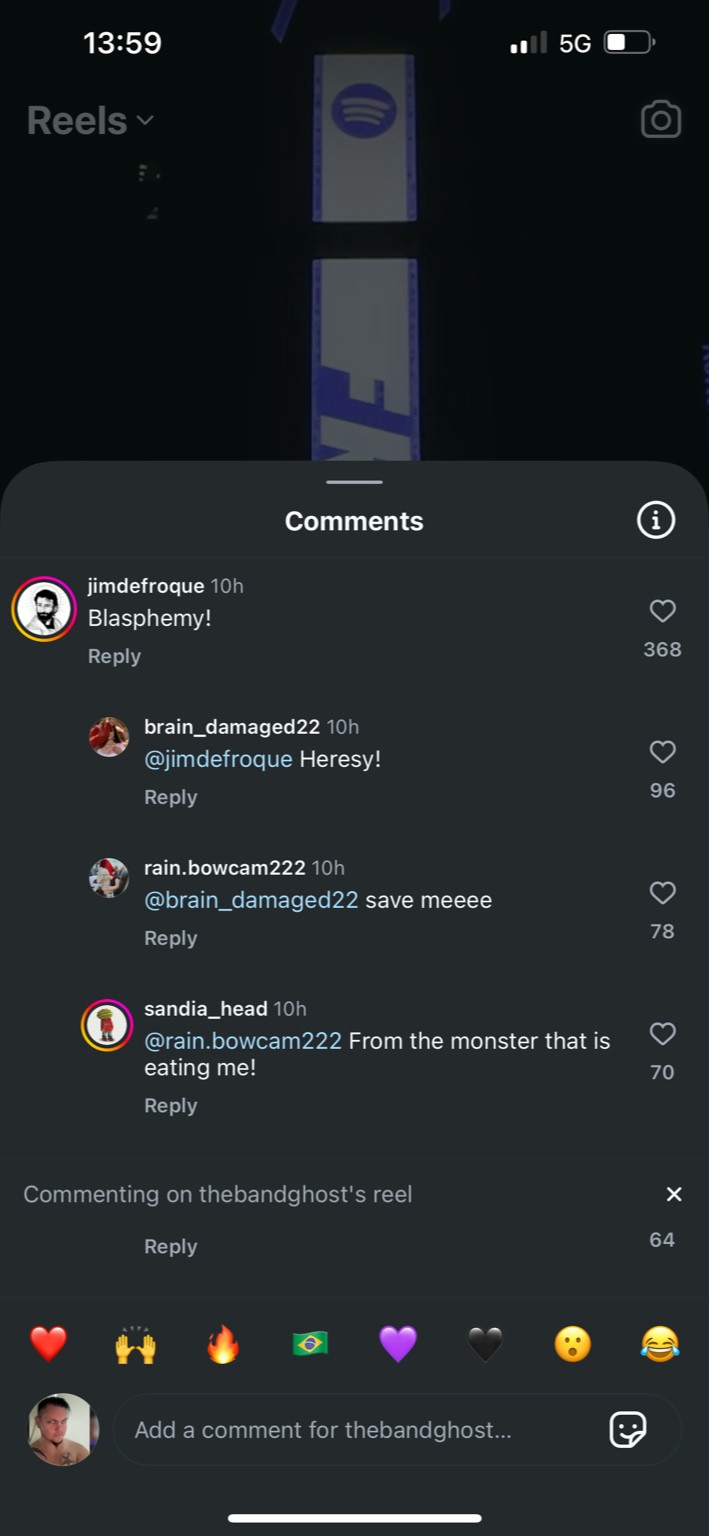 13:59
5G
Reels
Comments
jimdefroque 10h
Blasphemy!
368
Reply
brain_damaged22 10h
@jimdefroque Heresy!
96
Reply
rain.bowcam222 10h
@brain_damaged22 save meeee
78
Reply
sandia_head 10h
@rain.bowcam222 From the monster that is
eating me!
70
Reply
Commenting on thebandghost's reel
64
Reply
Add a comment for thebandghost...